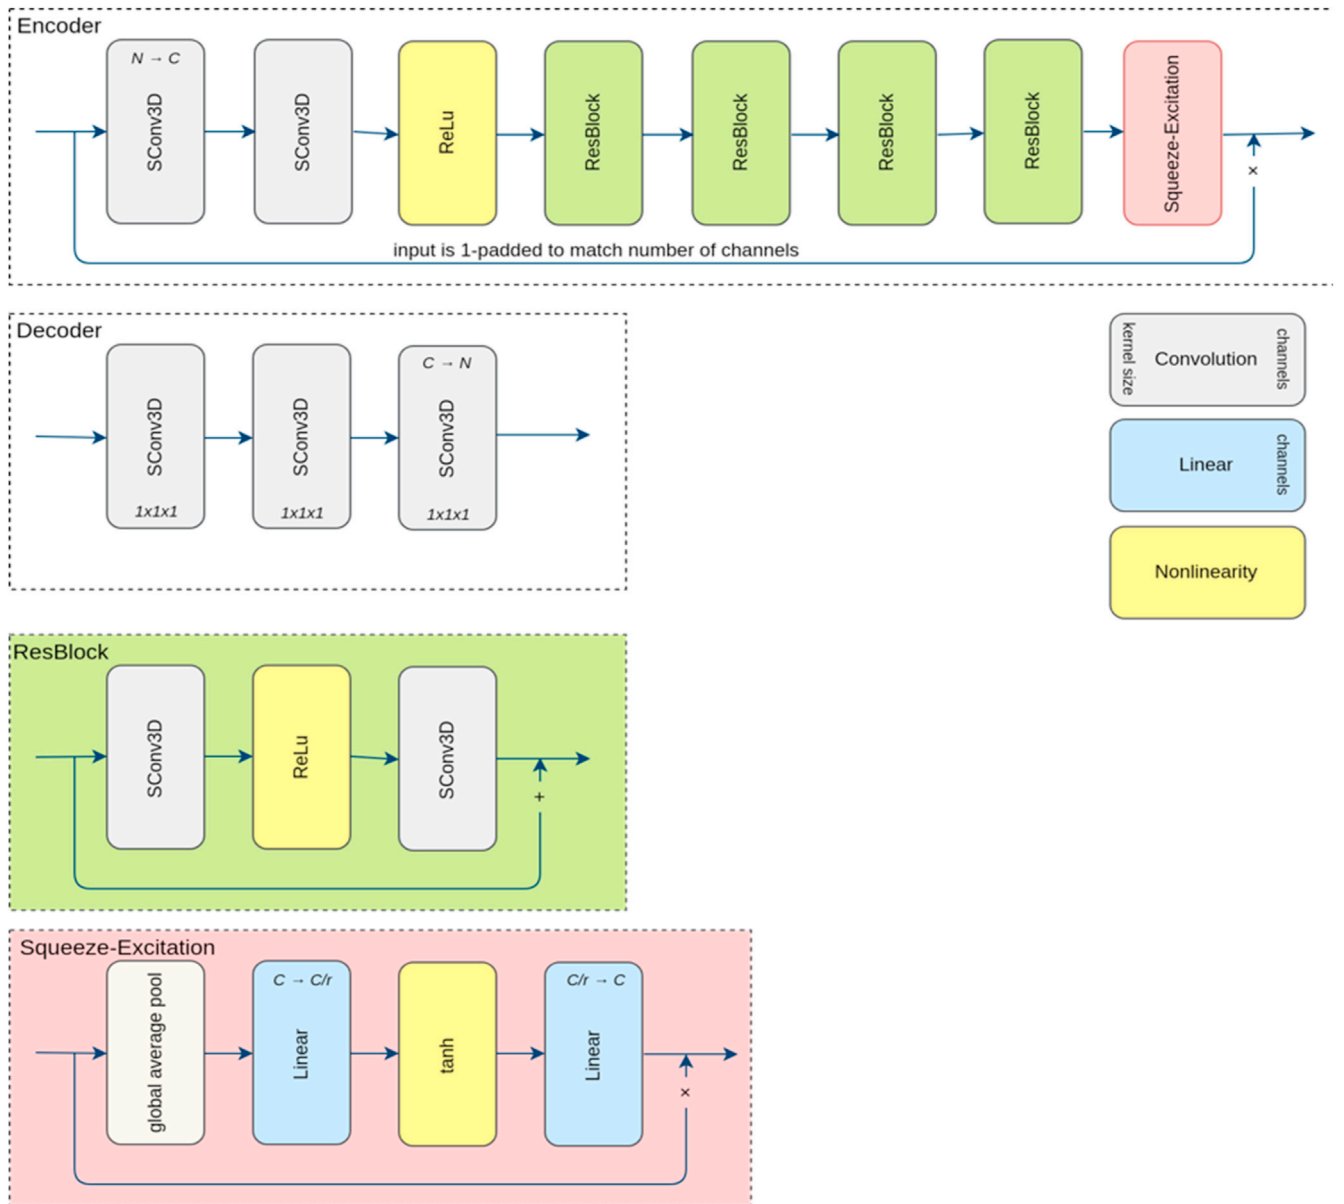 Encoder
N → C
SConv3D
SConv3D
ReLu
ResBlock
ResBlock
ResBlock
ResBlock
Squeeze-Excitation
×
input is 1-padded to match number of channels
Decoder
SConv3D
1x1x1
SConv3D
1x1x1
C → N
SConv3D
1x1x1
kernel size
Convolution
channels
Linear
channels
Nonlinearity
ResBlock
SConv3D
ReLu
SConv3D
+
Squeeze-Excitation
global average pool
C → C/r
Linear
tanh
C/r → C
Linear
×